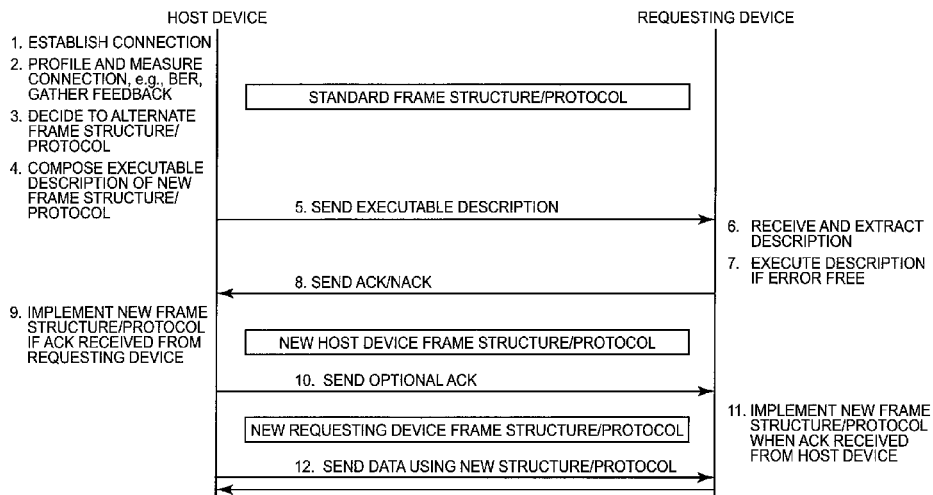 HOST DEVICE
REQUESTING DEVICE
1. ESTABLISH CONNECTION
2. PROFILE AND MEASURE
CONNECTION, e.g., BER,
GATHER FEEDBACK
STANDARD FRAME STRUCTURE/PROTOCOL
3. DECIDE TO ALTERNATE
FRAME STRUCTURE/
PROTOCOL
4. COMPOSE EXECUTABLE
DESCRIPTION OF NEW
FRAME STRUCTURE/
PROTOCOL
5. SEND EXECUTABLE DESCRIPTION
6. RECEIVE AND EXTRACT
DESCRIPTION
7. EXECUTE DESCRIPTION
IF ERROR FREE
8. SEND ACK/NACK
9. IMPLEMENT NEW FRAME
STRUCTURE/PROTOCOL
IF ACK RECEIVED FROM
REQUESTING DEVICE
NEW HOST DEVICE FRAME STRUCTURE/PROTOCOL
10. SEND OPTIONAL ACK
11. IMPLEMENT NEW FRAME
STRUCTURE/PROTOCOL
WHEN ACK RECEIVED
FROM HOST DEVICE
NEW REQUESTING DEVICE FRAME STRUCTURE/PROTOCOL
12. SEND DATA USING NEW STRUCTURE/PROTOCOL